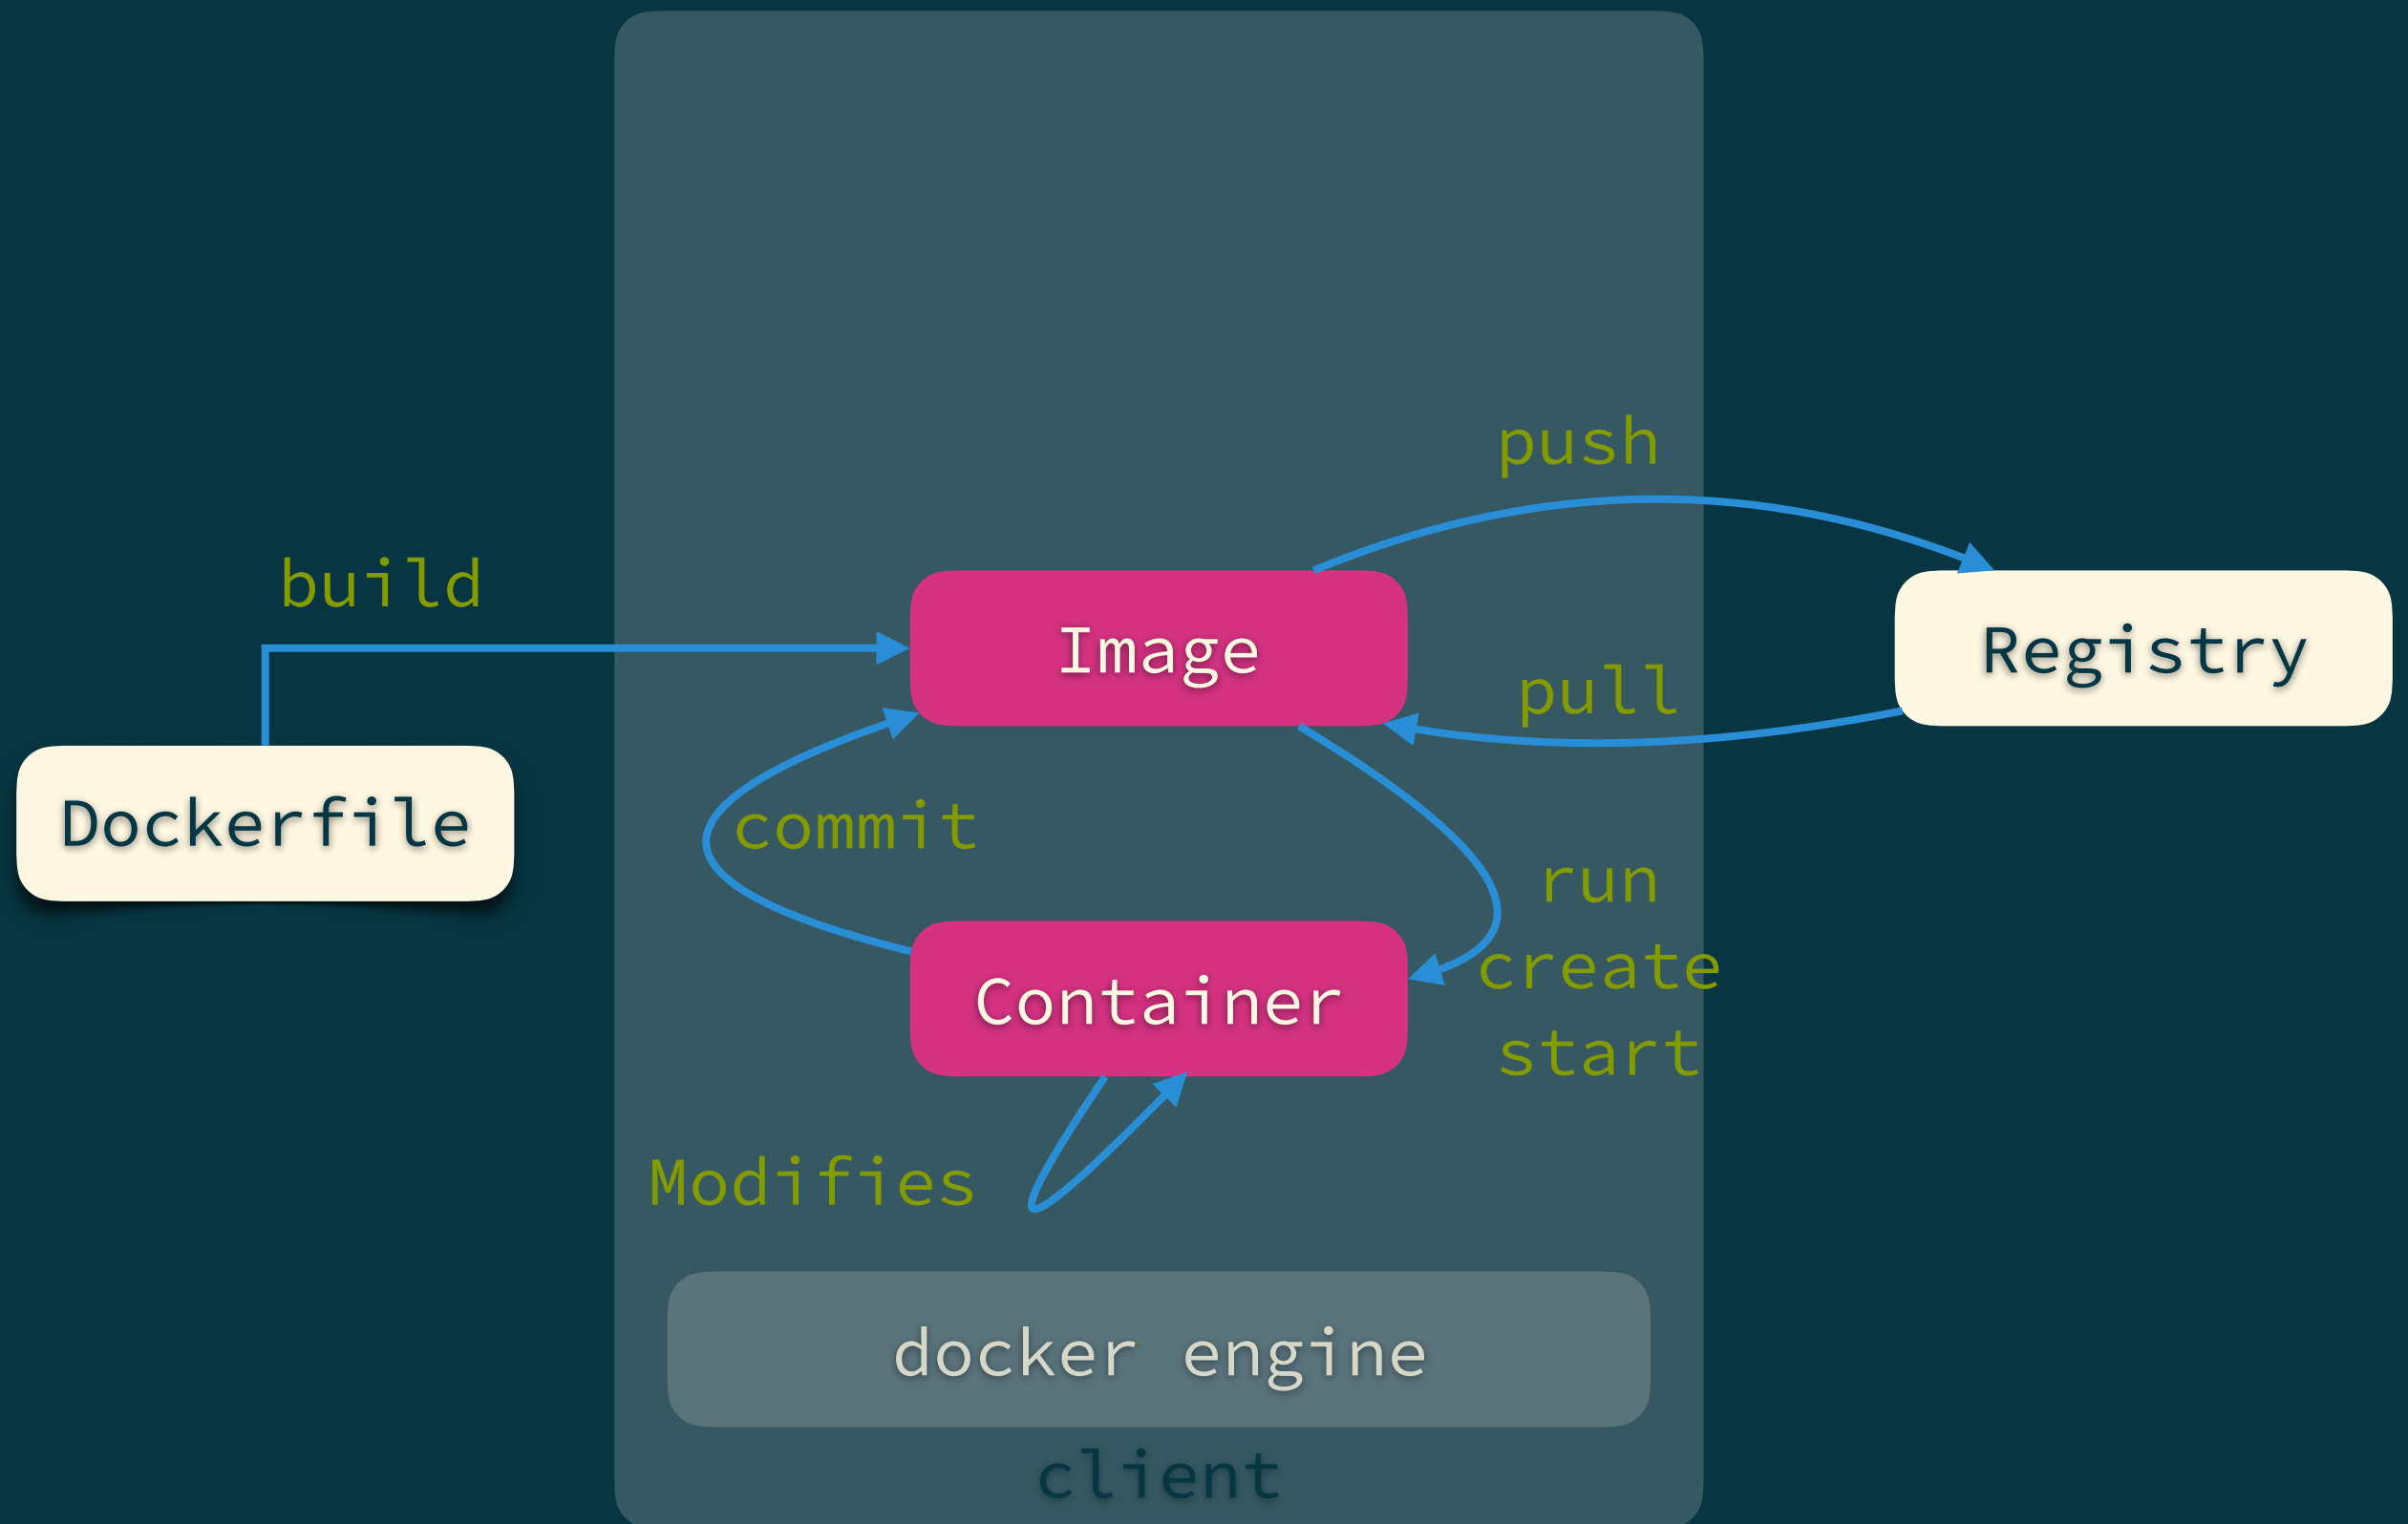 push
build
Image
Registry
pull
Dockerfile
commit
run
create
start
Container
Modifies
docker engine
client